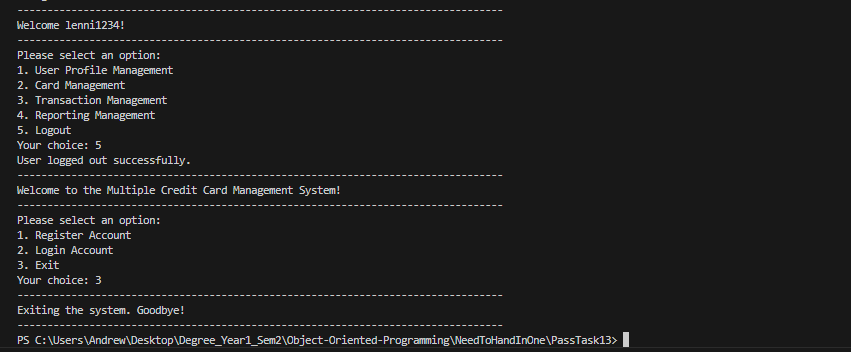 --------------------------------------------------------------------------------
Welcome lenni1234!
--------------------------------------------------------------------------------
Please select an option:
1. User Profile Management
2. Card Management
3. Transaction Management
4. Reporting Management
5. Logout
Your choice: 5
User logged out successfully.
--------------------------------------------------------------------------------
Welcome to the Multiple Credit Card Management System!
--------------------------------------------------------------------------------
Please select an option:
1. Register Account
2. Login Account
3. Exit
Your choice: 3
--------------------------------------------------------------------------------
Exiting the system. Goodbye!
--------------------------------------------------------------------------------
PS C:\Users\Andrew\Desktop\Degree_Year1_Sem2\Object-Oriented-Programming\NeedToHandInOne\PassTask13>